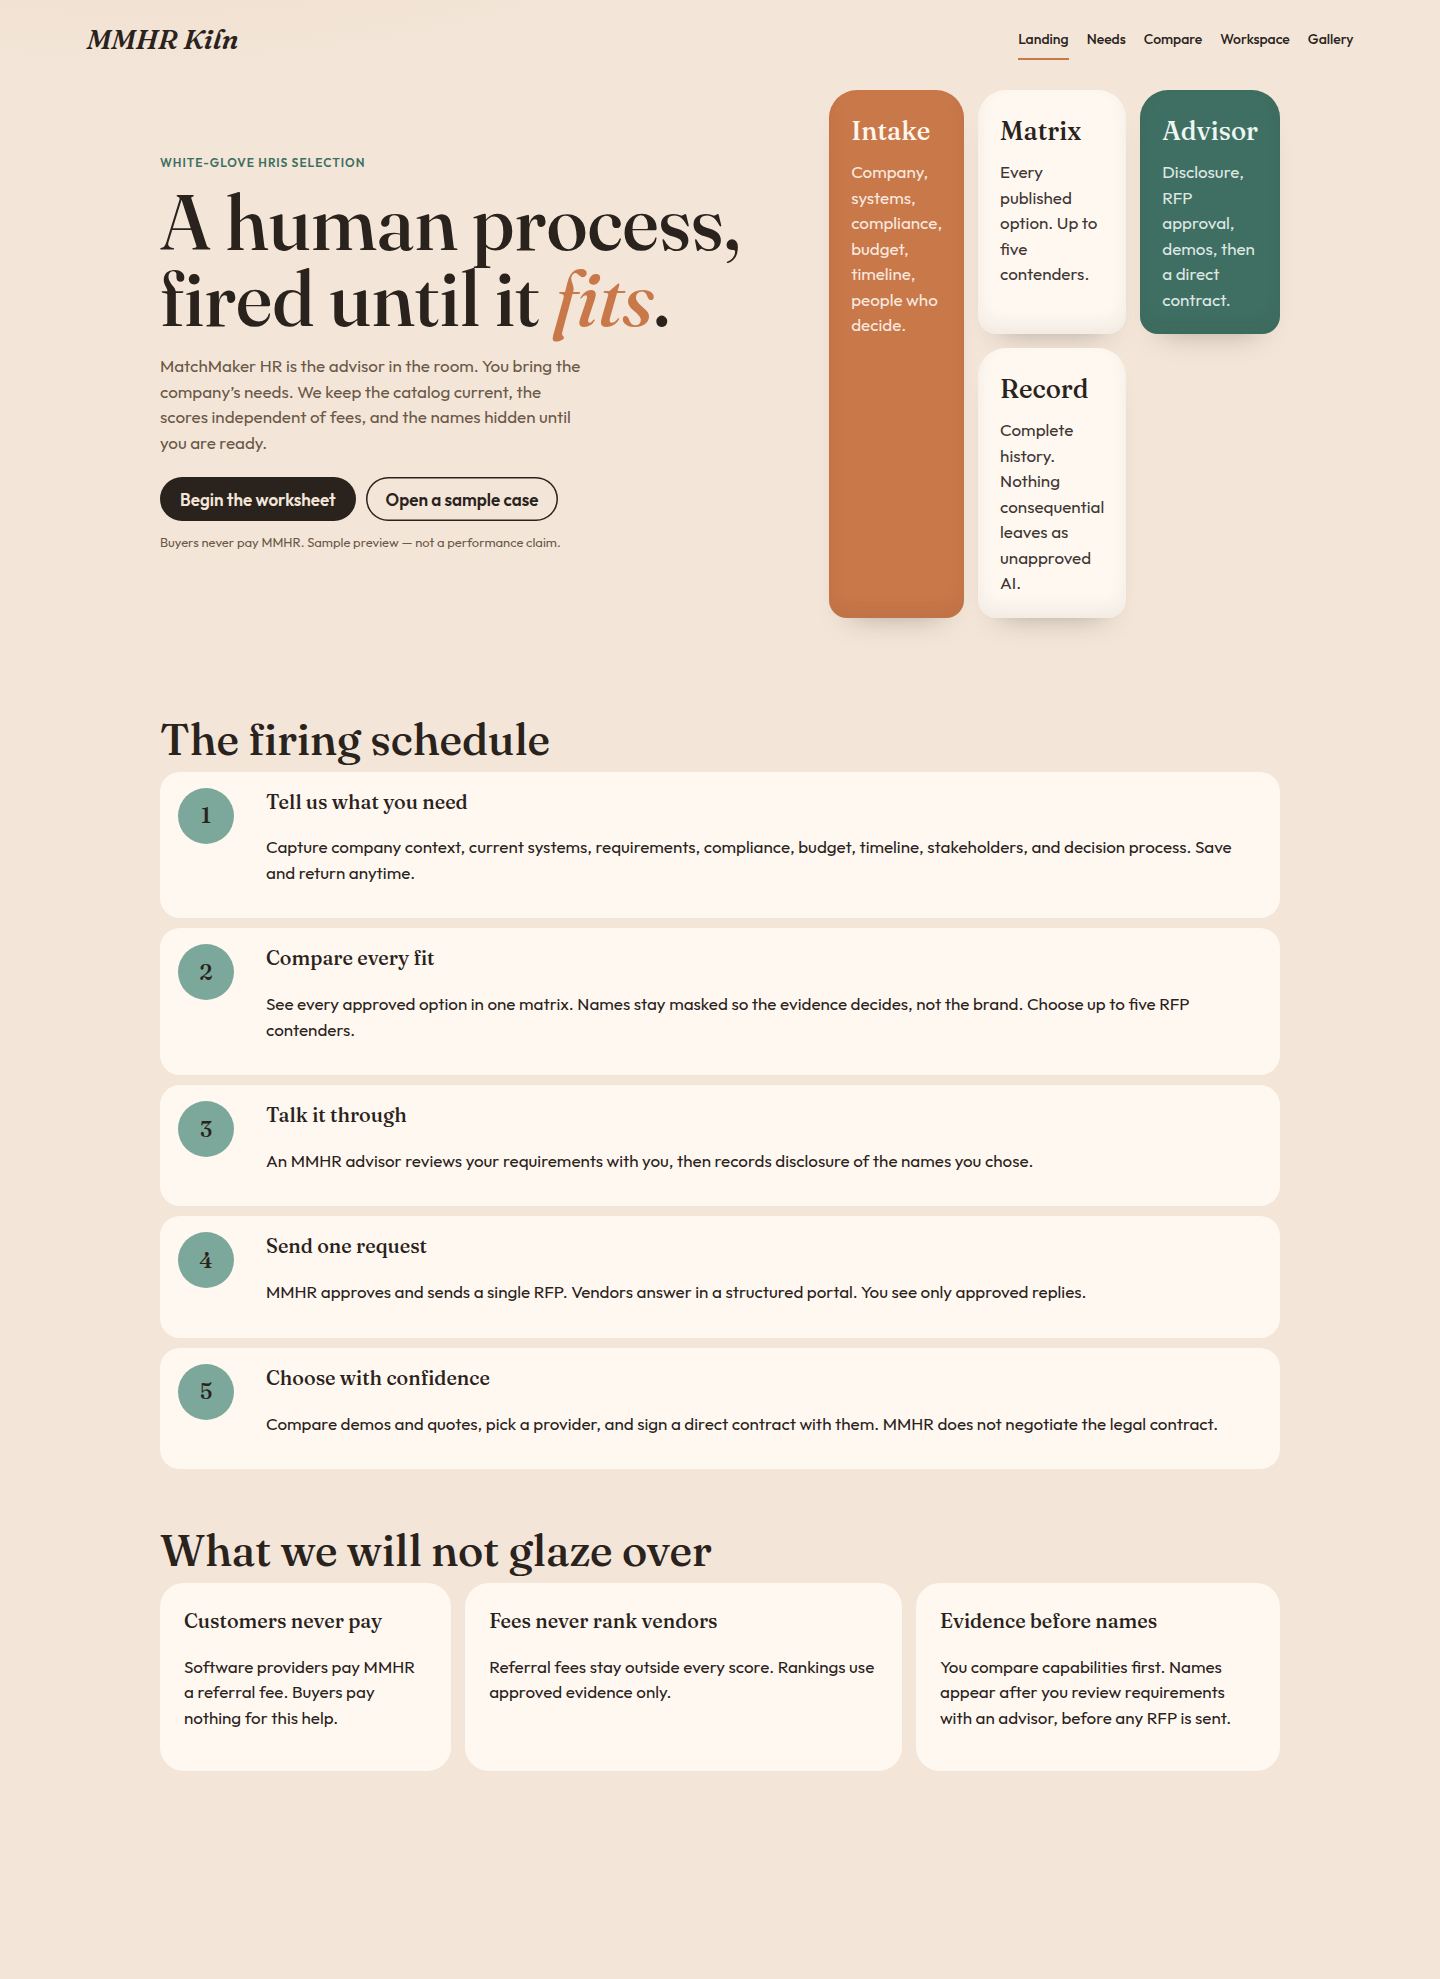 MMHR Kiln
Landing Needs Compare Workspace Gallery
WHITE-GLOVE HRIS SELECTION
A human process,
fired until it fits.
MatchMaker HR is the advisor in the room. You bring the
company’s needs. We keep the catalog current, the
scores independent of fees, and the names hidden until
you are ready.
Begin the worksheet
Open a sample case
Buyers never pay MMHR. Sample preview — not a performance claim.
Intake
Company,
systems,
compliance,
budget,
timeline,
people who
decide.
Matrix
Every
published
option. Up to
five
contenders.
Advisor
Disclosure,
RFP
approval,
demos, then
a direct
contract.
Record
Complete
history.
Nothing
consequential
leaves as
unapproved
AI.
The firing schedule
1
Tell us what you need
Capture company context, current systems, requirements, compliance, budget, timeline, stakeholders, and decision process. Save
and return anytime.
2
Compare every fit
See every approved option in one matrix. Names stay masked so the evidence decides, not the brand. Choose up to five RFP
contenders.
3
Talk it through
An MMHR advisor reviews your requirements with you, then records disclosure of the names you chose.
4
Send one request
MMHR approves and sends a single RFP. Vendors answer in a structured portal. You see only approved replies.
5
Choose with confidence
Compare demos and quotes, pick a provider, and sign a direct contract with them. MMHR does not negotiate the legal contract.
What we will not glaze over
Customers never pay
Software providers pay MMHR
a referral fee. Buyers pay
nothing for this help.
Fees never rank vendors
Referral fees stay outside every score. Rankings use
approved evidence only.
Evidence before names
You compare capabilities first. Names
appear after you review requirements
with an advisor, before any RFP is sent.